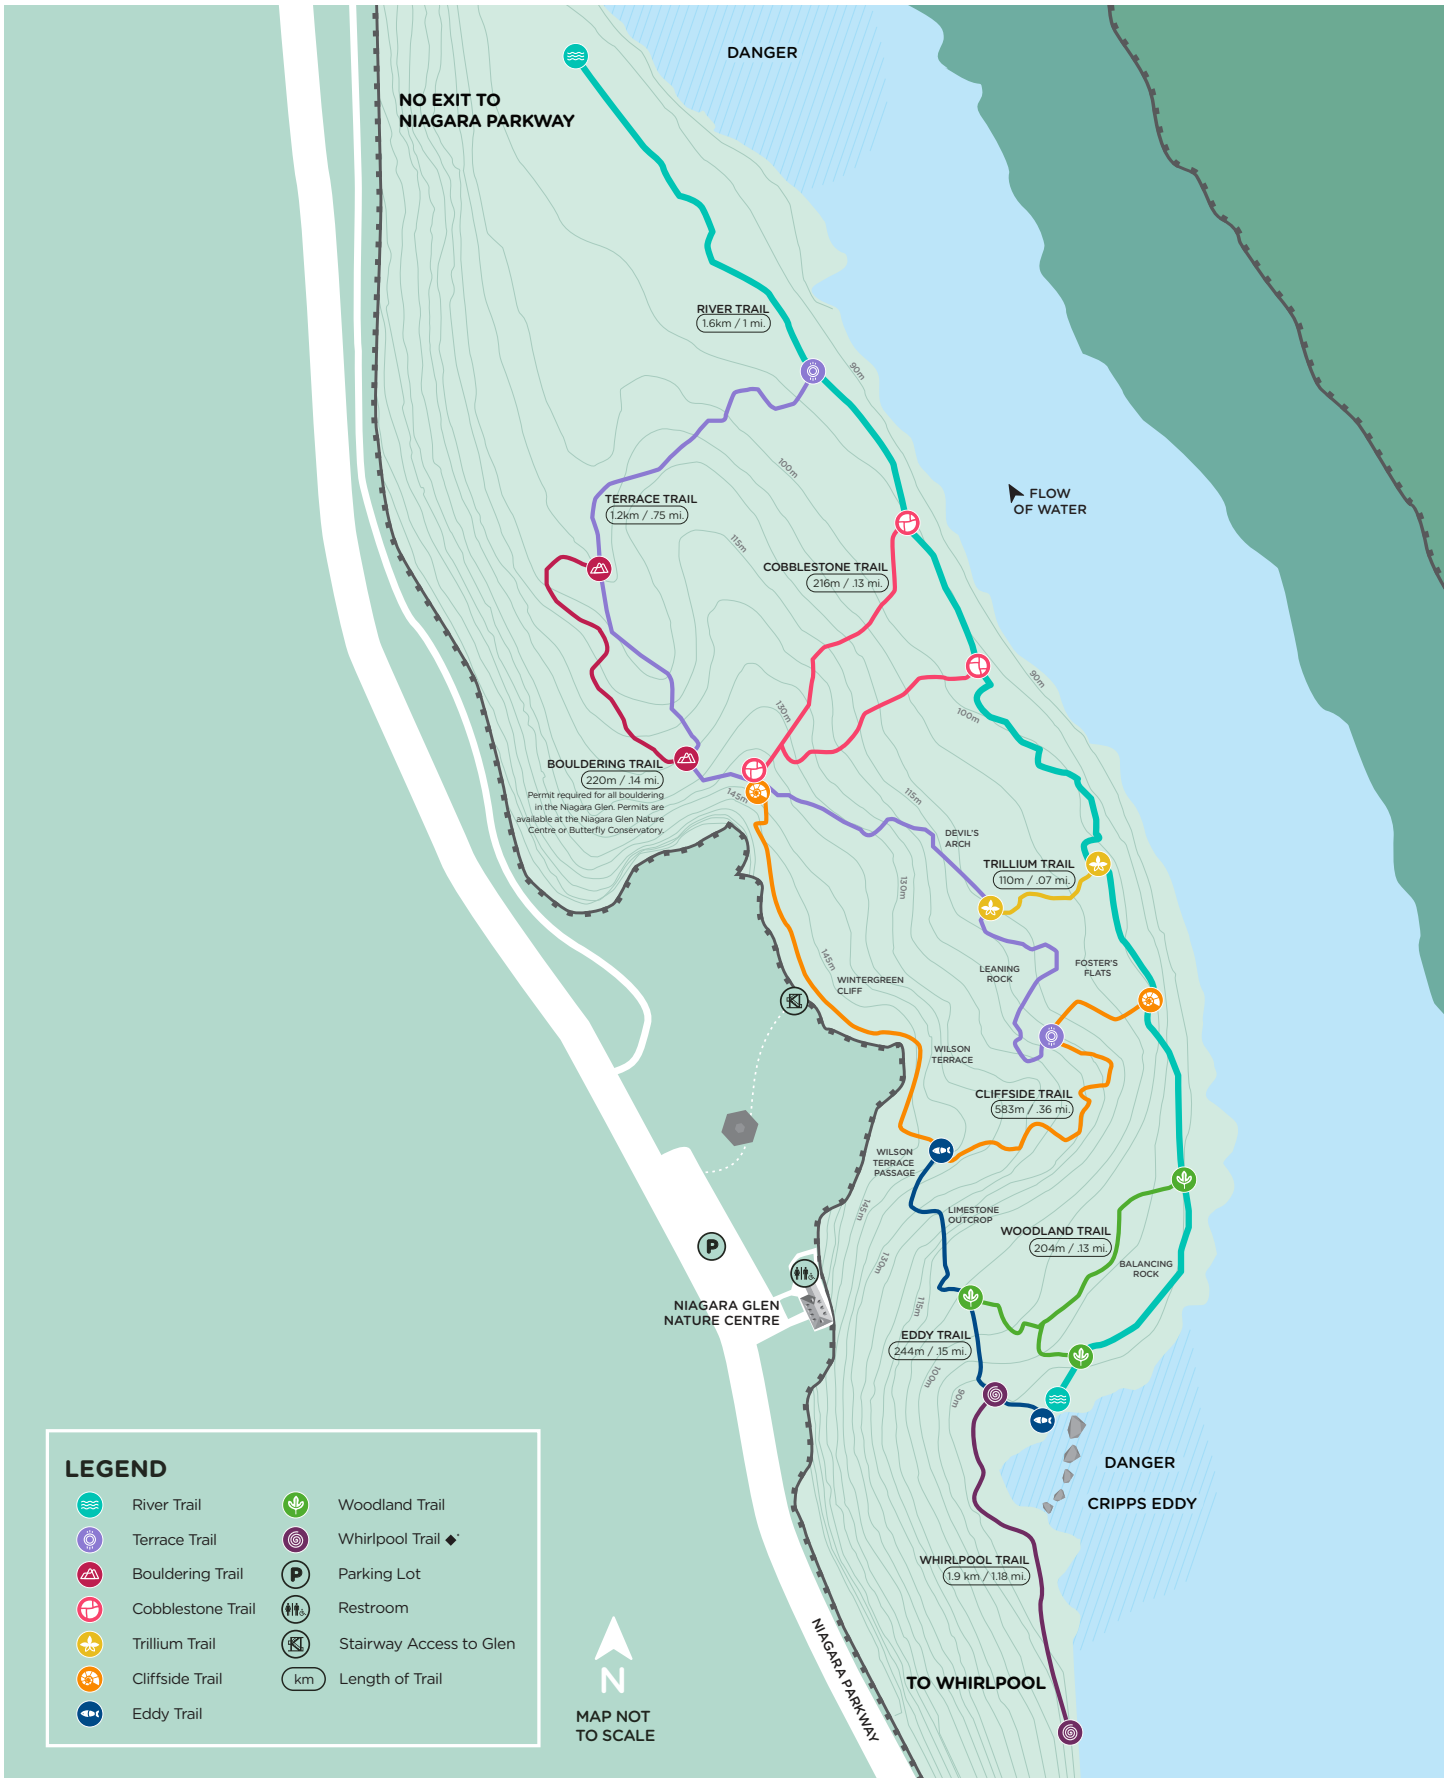 DANGER
NO EXIT TO
NIAGARA PARKWAY
RIVER TRAIL
1.6km / 1 mi.
90m
100m
TERRACE TRAIL
1.2km / .75 mi.
FLOW
OF WATER
115m
COBBLESTONE TRAIL
216m / .13 mi.
90m
130m
100m
BOULDERING TRAIL
220m / .14 mi.
Permit required for all bouldering
in the Niagara Glen. Permits are
available at the Niagara Glen Nature
Centre or Butterfly Conservatory.
145m
115m
DEVIL'S
ARCH
TRILLIUM TRAIL
110m / .07 mi.
130m
145m
WINTERGREEN
CLIFF
LEANING
ROCK
FOSTER'S
FLATS
WILSON
TERRACE
CLIFFSIDE TRAIL
583m / .36 mi.
WILSON
TERRACE
PASSAGE
145m
LIMESTONE
OUTCROP
WOODLAND TRAIL
204m / .13 mi.
BALANCING
ROCK
130m
P
115m
NIAGARA GLEN
NATURE CENTRE
EDDY TRAIL
244m / .15 mi.
100m
90m
DANGER
CRIPPS EDDY
WHIRLPOOL TRAIL
1.9 km / 1.18 mi.
NIAGARA PARKWAY
TO WHIRLPOOL
N
MAP NOT
TO SCALE
LEGEND
River Trail
Terrace Trail
Bouldering Trail
Cobblestone Trail
Trillium Trail
Cliffside Trail
Eddy Trail
Woodland Trail
Whirlpool Trail ◆*
P Parking Lot
Restroom
Stairway Access to Glen
km Length of Trail